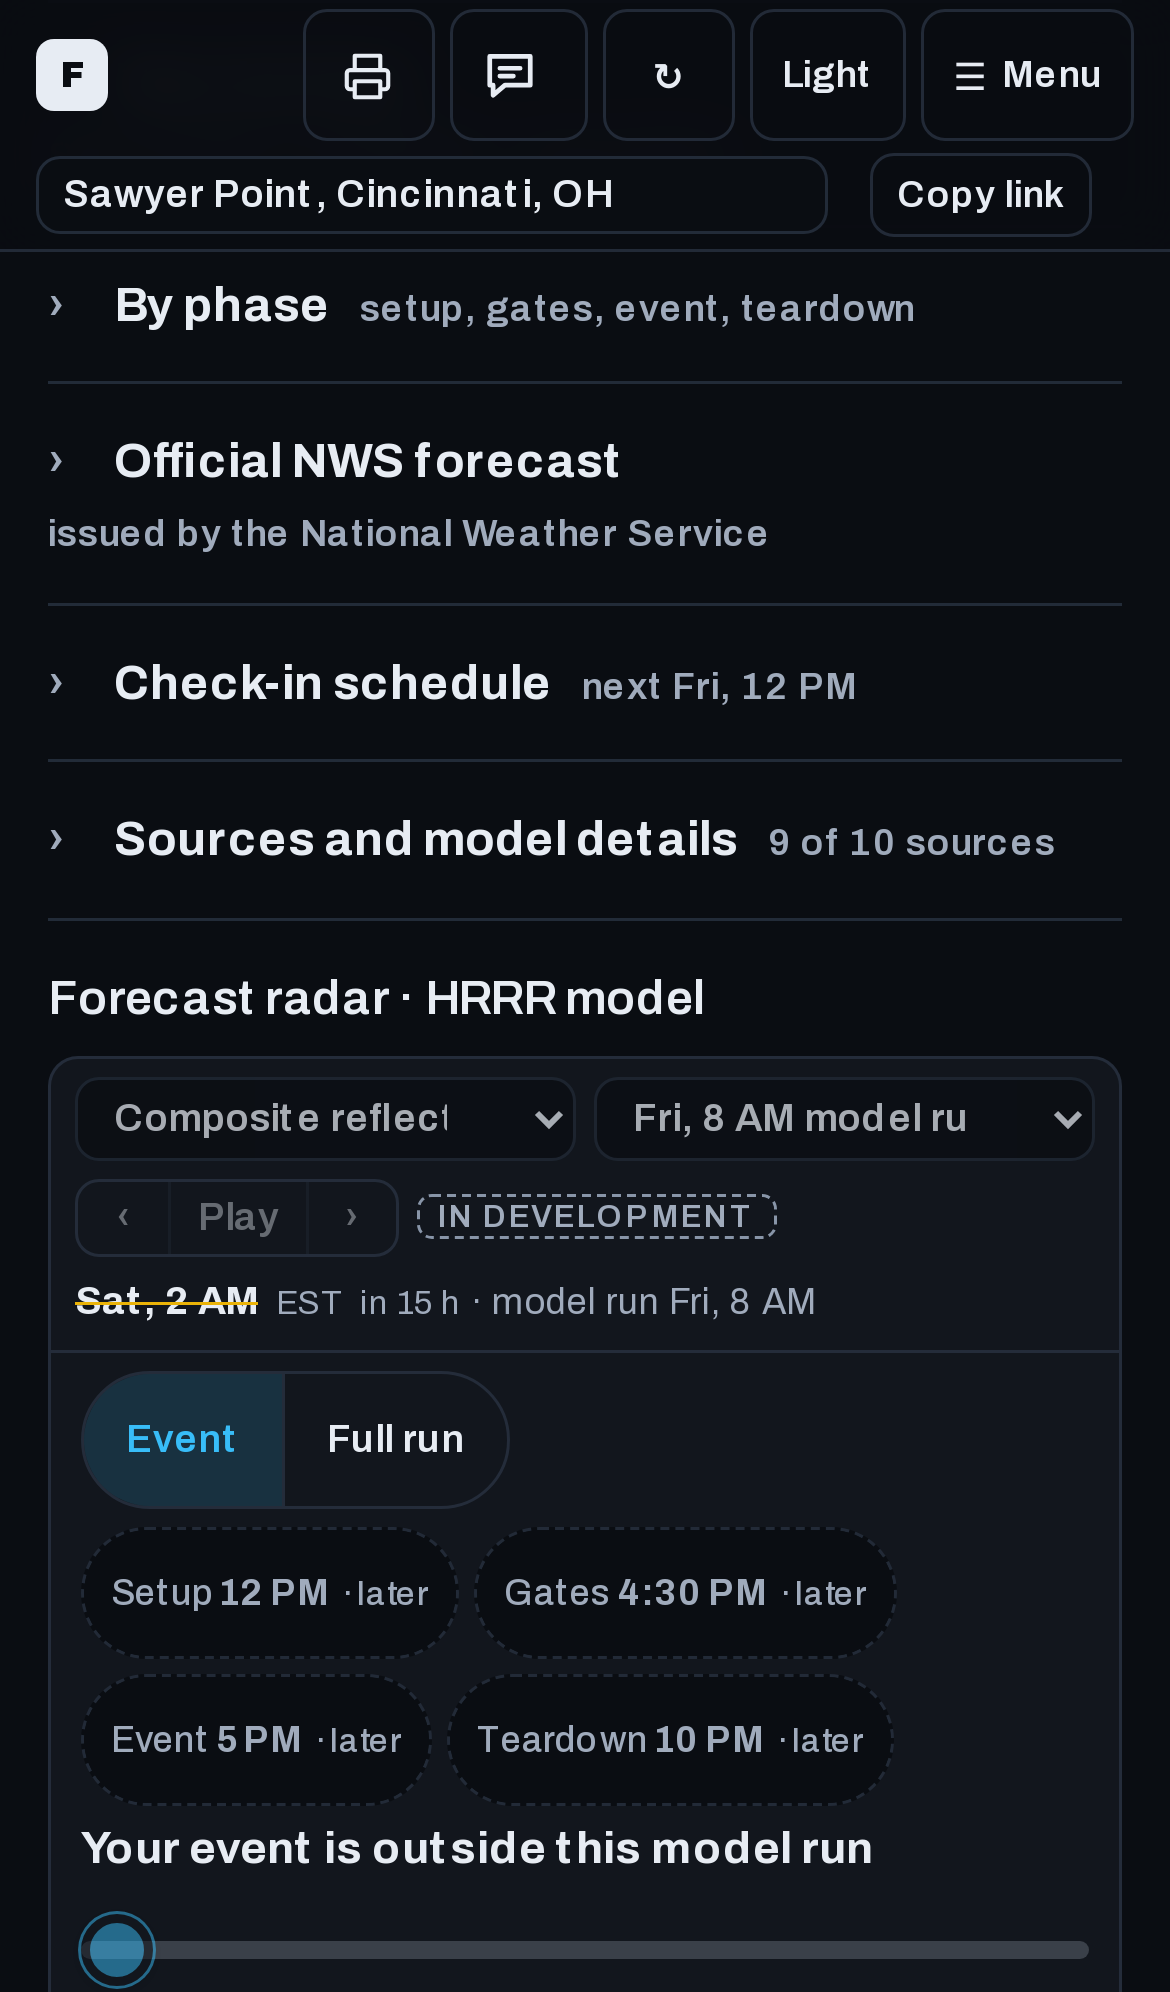 F Light ☰ Menu
Sawyer Point, Cincinnati, OH Copy link
› By phase setup, gates, event, teardown
› Official NWS forecast
issued by the National Weather Service
› Check-in schedule next Fri, 12 PM
› Sources and model details 9 of 10 sources
Forecast radar · HRRR model
Composite reflect Fri, 8 AM model ru
‹ Play › IN DEVELOPMENT
Sat, 2 AM EST in 15 h · model run Fri, 8 AM
Event Full run
Setup 12 PM · later Gates 4:30 PM · later
Event 5 PM · later Teardown 10 PM · later
Your event is outside this model run